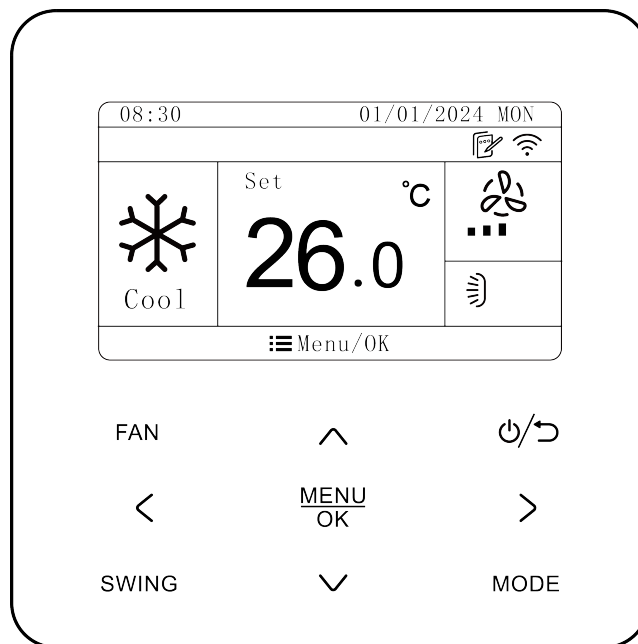 08:30 01/01/2024 MON
Set
℃
26.0
Cool
Menu/OK
FAN
MENU
OK
SWING MODE